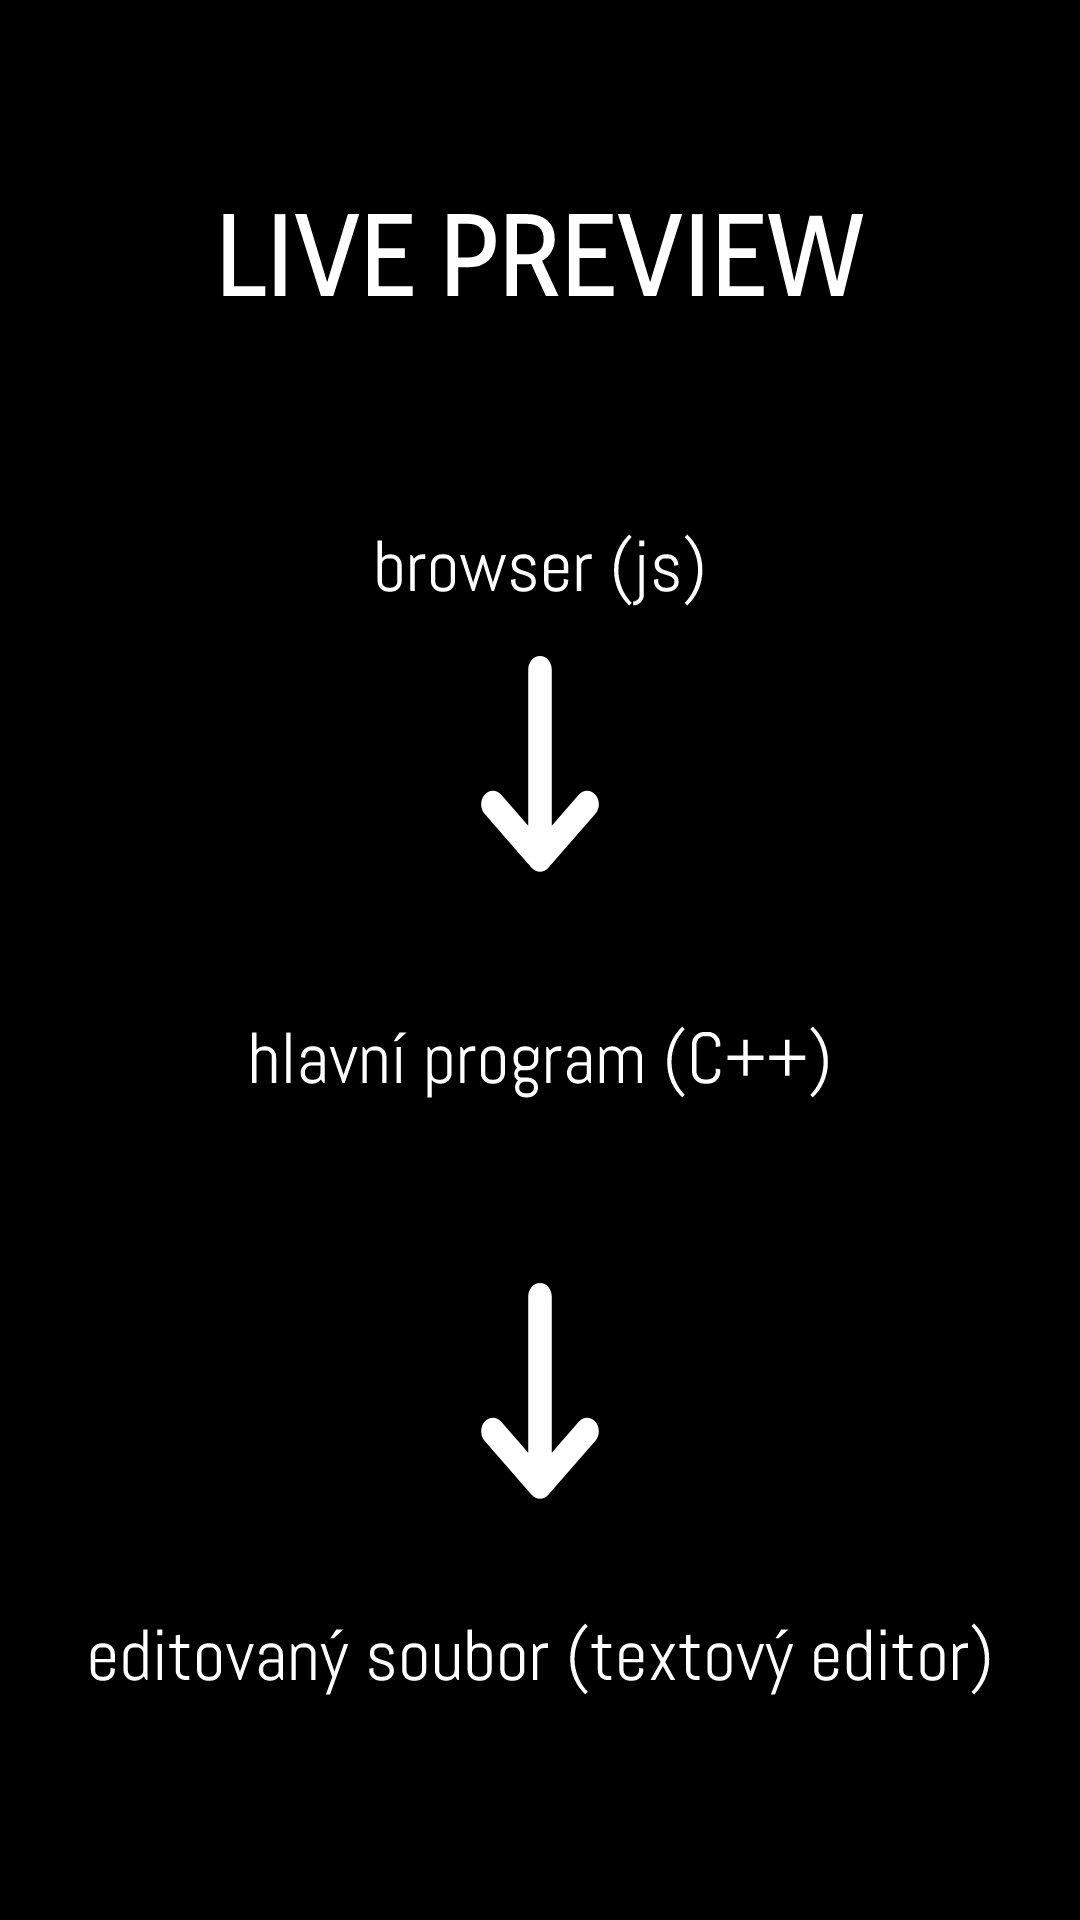 LIVE PREVIEW
browser (js)
hlavní program (C++)
editovaný soubor (textový editor)